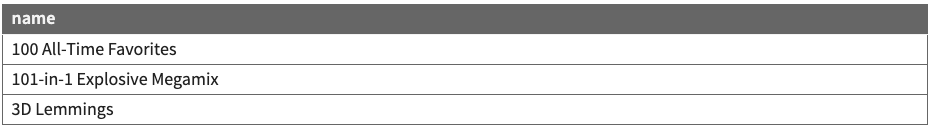 name
100 All-Time Favorites
101-in-1 Explosive Megamix
3D Lemmings